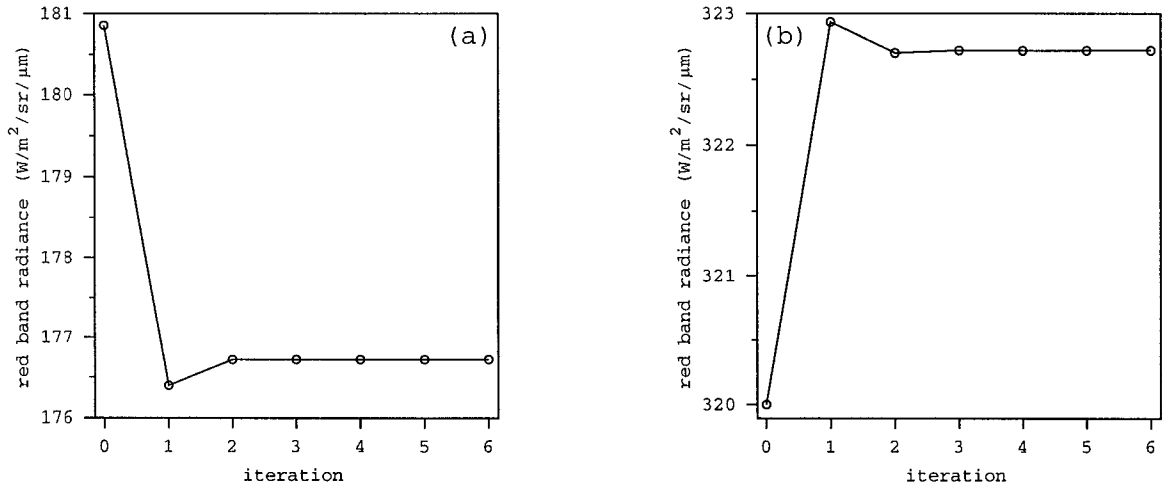 (a)
red band radiance (W/m²/sr/µm)
181
180
179
178
177
176
0 1 2 3 4 5 6
iteration
(b)
red band radiance (W/m²/sr/µm)
323
322
321
320
0 1 2 3 4 5 6
iteration